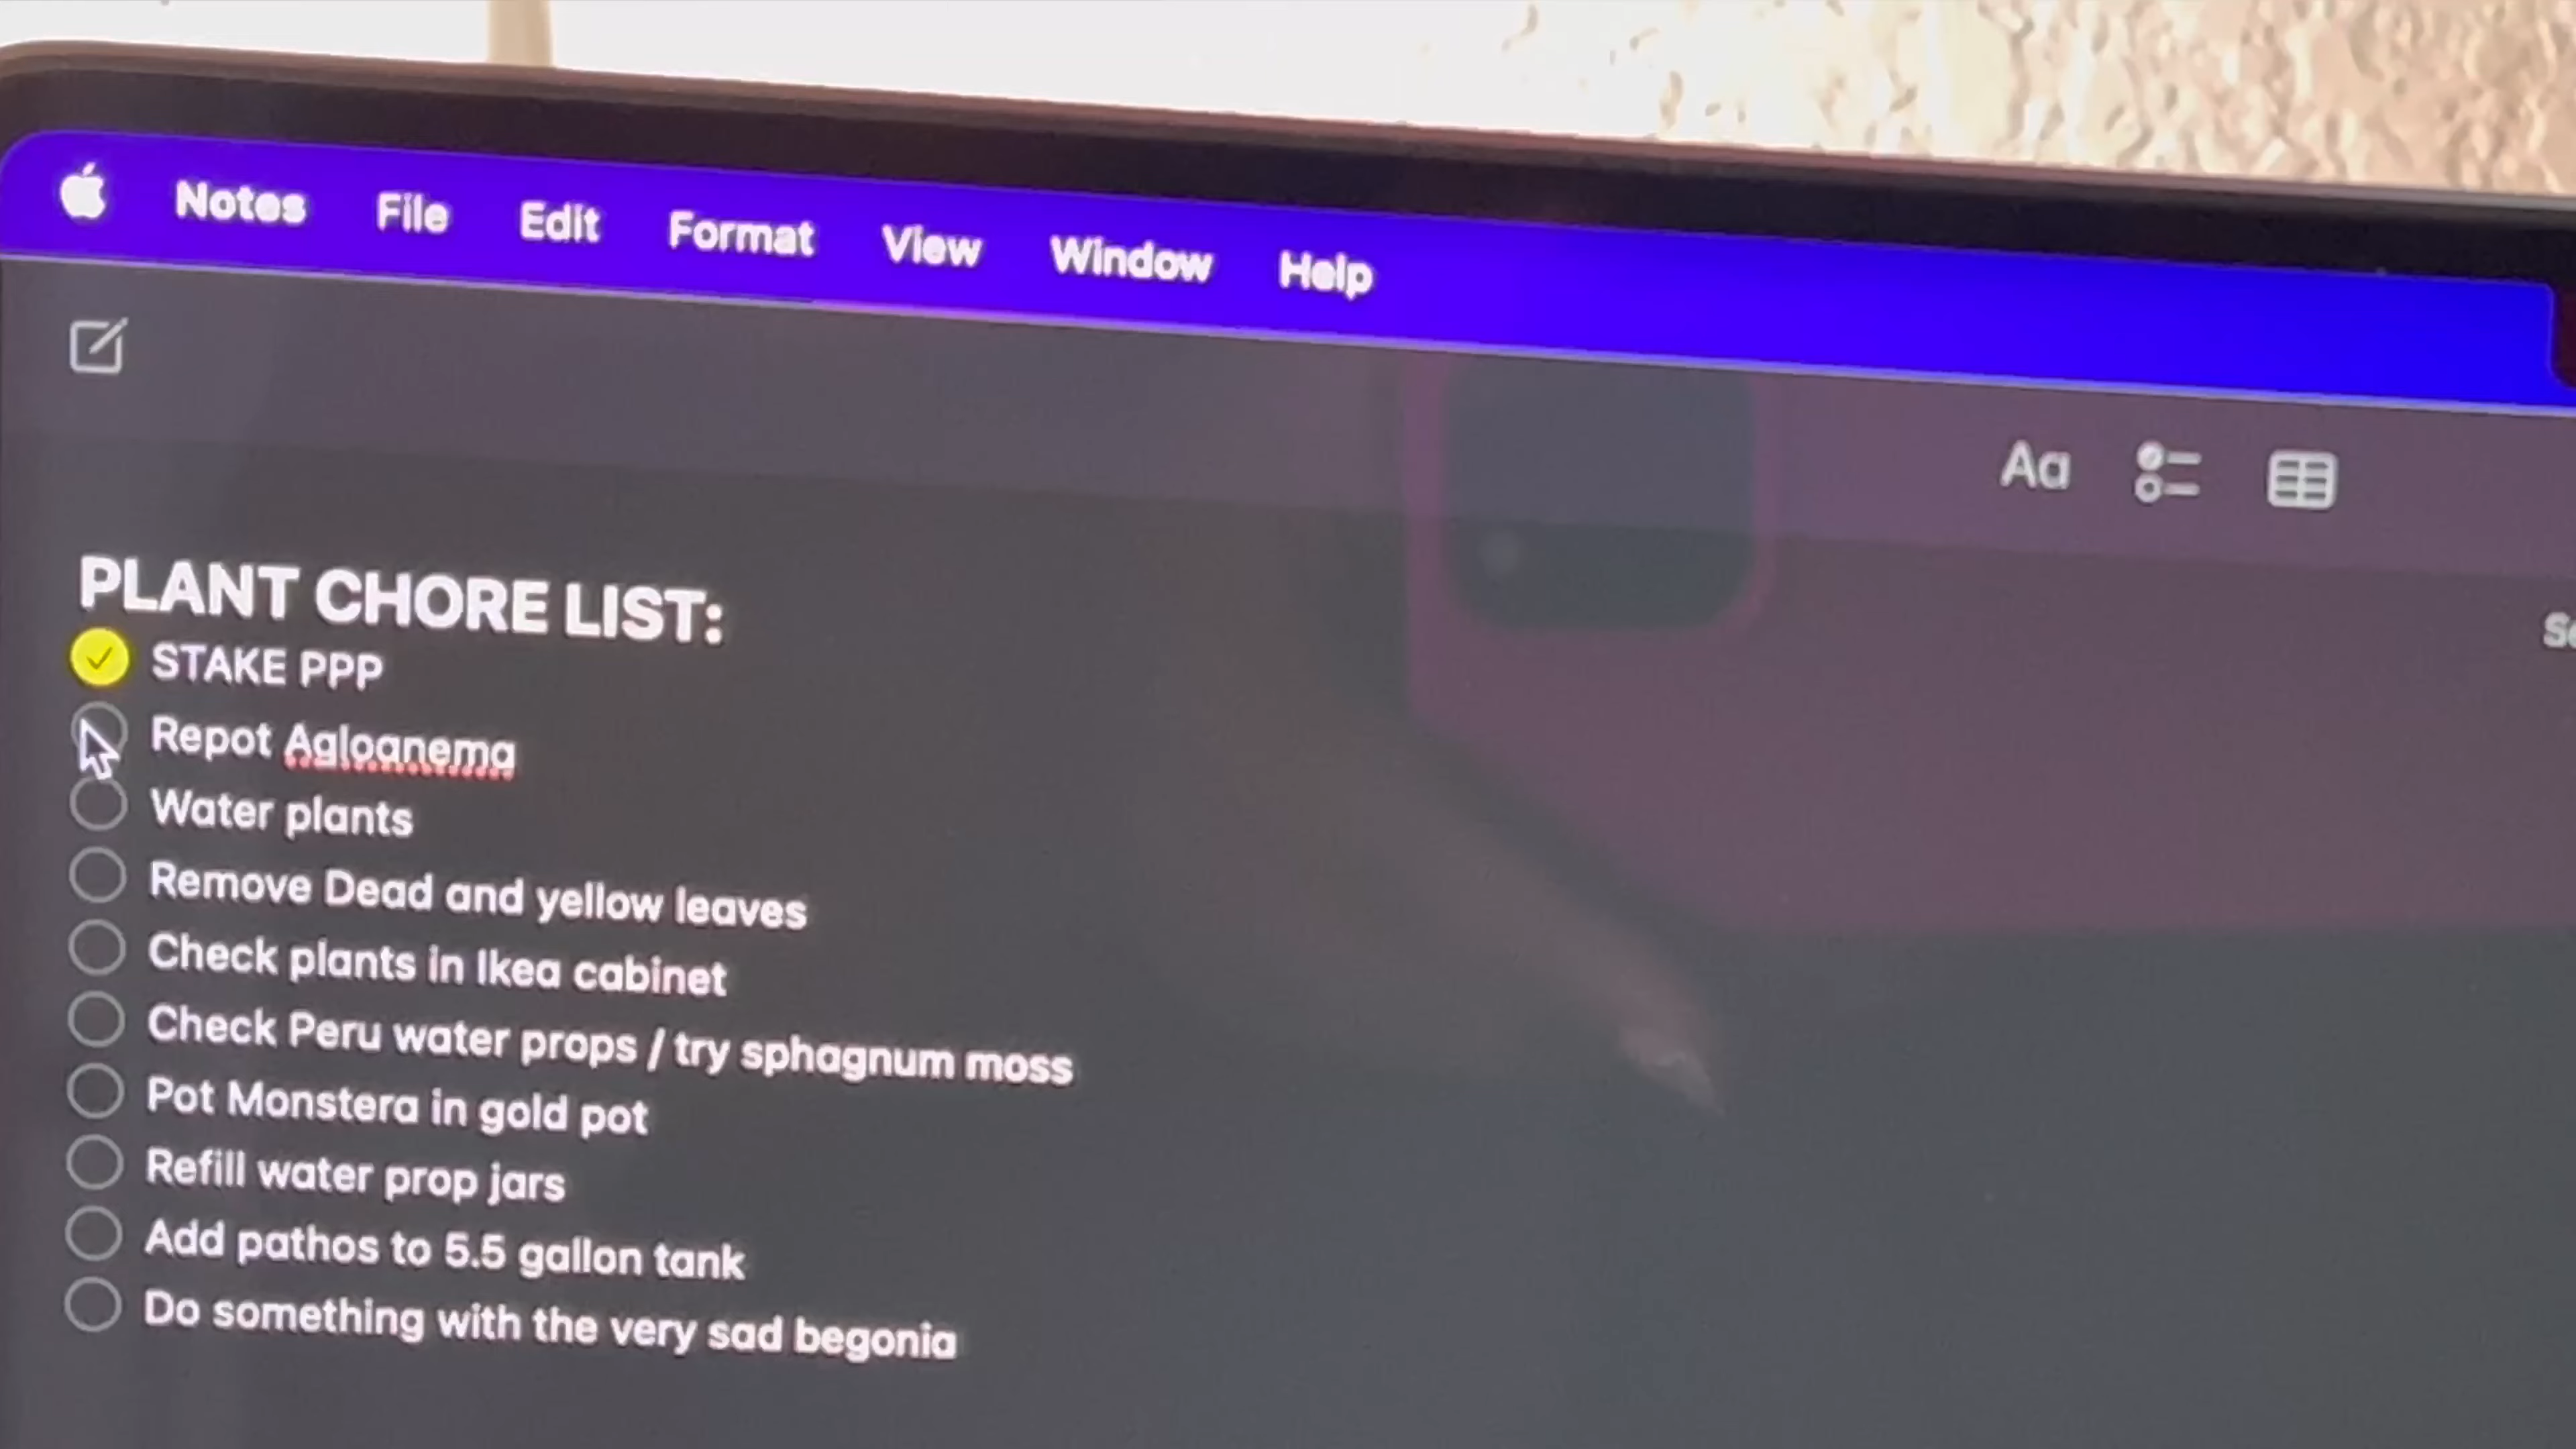 Notes File Edit Format View Window Help
Aa
PLANT CHORE LIST:
STAKE PPP
Repot Agloanema
Water plants
Remove Dead and yellow leaves
Check plants in Ikea cabinet
Check Peru water props / try sphagnum moss
Pot Monstera in gold pot
Refill water prop jars
Add pathos to 5.5 gallon tank
Do something with the very sad begonia